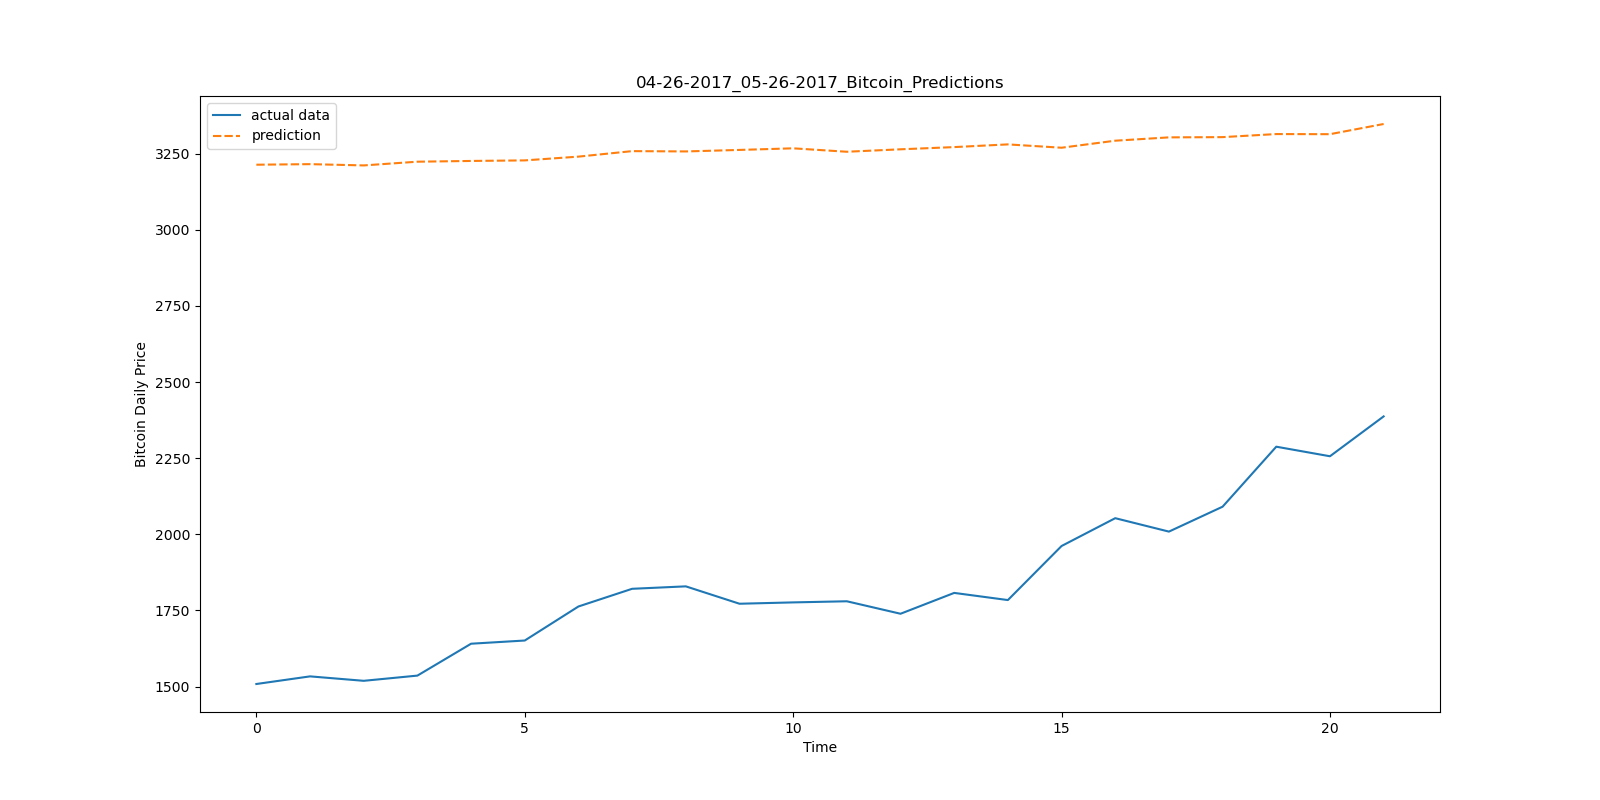 04-26-2017_05-26-2017_Bitcoin_Predictions
actual data
prediction
3250
3000
2750
2500
2250
2000
1750
1500
Bitcoin Daily Price
0 5 10 15 20
Time